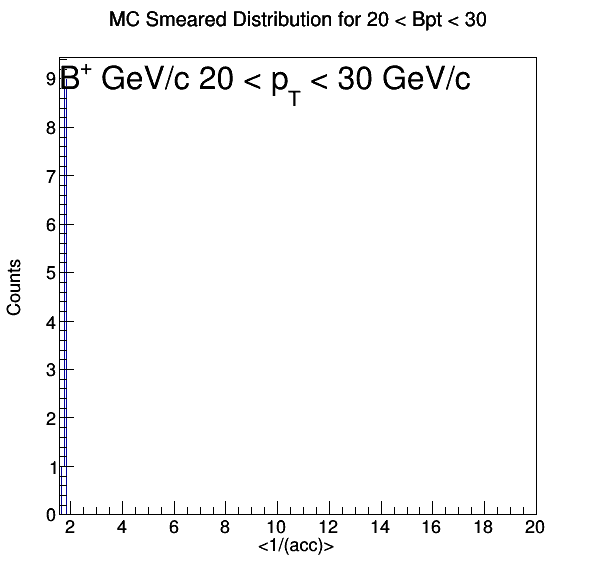 MC Smeared Distribution for 20 < Bpt < 30
B⁺ GeV/c 20 < p_T < 30 GeV/c
Counts
9
8
7
6
5
4
3
2
1
0
2 4 6 8 10 12 14 16 18 20
<1/(acc)>